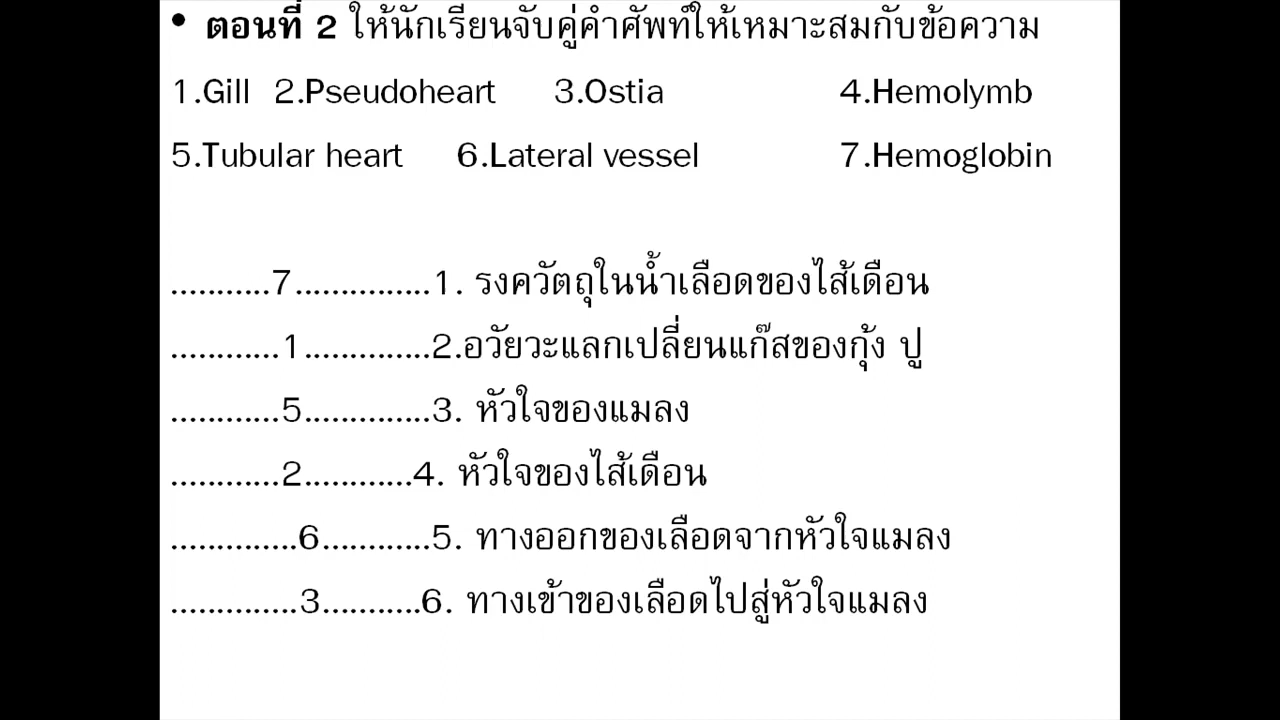 • ตอนที่ 2 ให้นักเรียนจับคู่คำศัพท์ให้เหมาะสมกับข้อความ
1.Gill 2.Pseudoheart 3.Ostia 4.Hemolymb
5.Tubular heart 6.Lateral vessel 7.Hemoglobin
...........7...............1. รงควัตถุในน้ำเลือดของไส้เดือน
............1..............2.อวัยวะแลกเปลี่ยนแก๊สของกุ้ง ปู
............5..............3. หัวใจของแมลง
............2............4. หัวใจของไส้เดือน
..............6............5. ทางออกของเลือดจากหัวใจแมลง
..............3...........6. ทางเข้าของเลือดไปสู่หัวใจแมลง